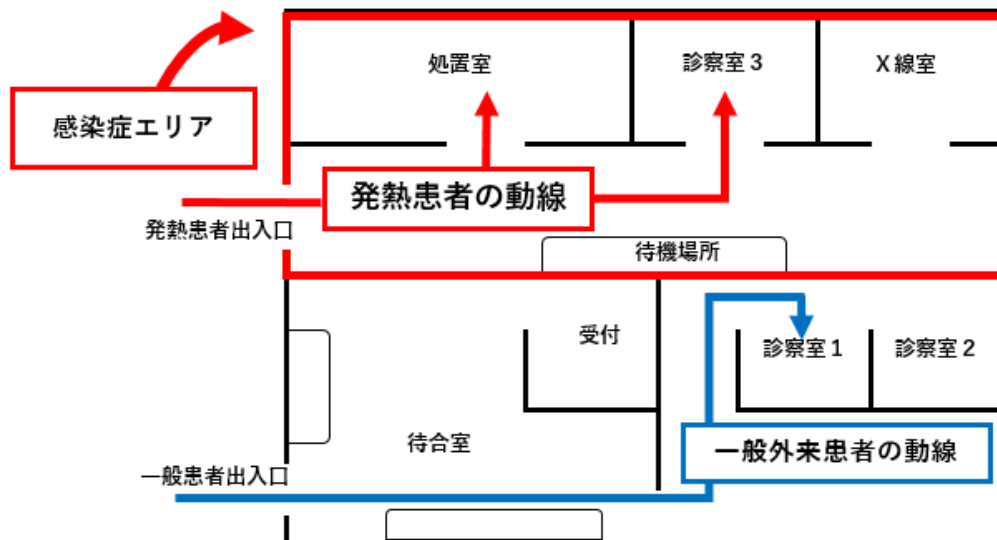 処置室
診察室3
X線室
感染症エリア
発熱患者の動線
発熱患者出入口
待機場所
受付
診察室1
診察室2
待合室
一般外来患者の動線
一般患者出入口